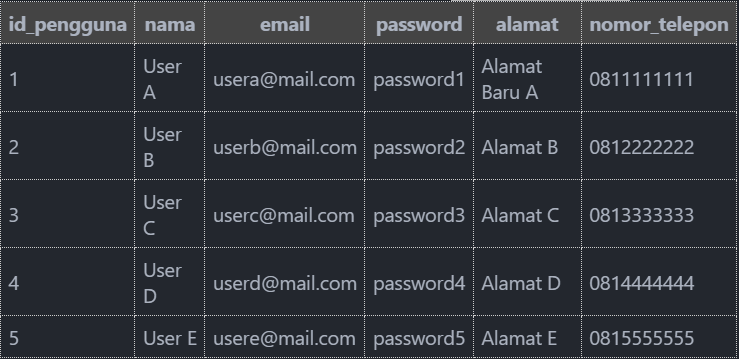 id_pengguna nama email password alamat nomor_telepon
1 User A usera@mail.com password1 Alamat Baru A 0811111111
2 User B userb@mail.com password2 Alamat B 0812222222
3 User C userc@mail.com password3 Alamat C 0813333333
4 User D userd@mail.com password4 Alamat D 0814444444
5 User E usere@mail.com password5 Alamat E 0815555555